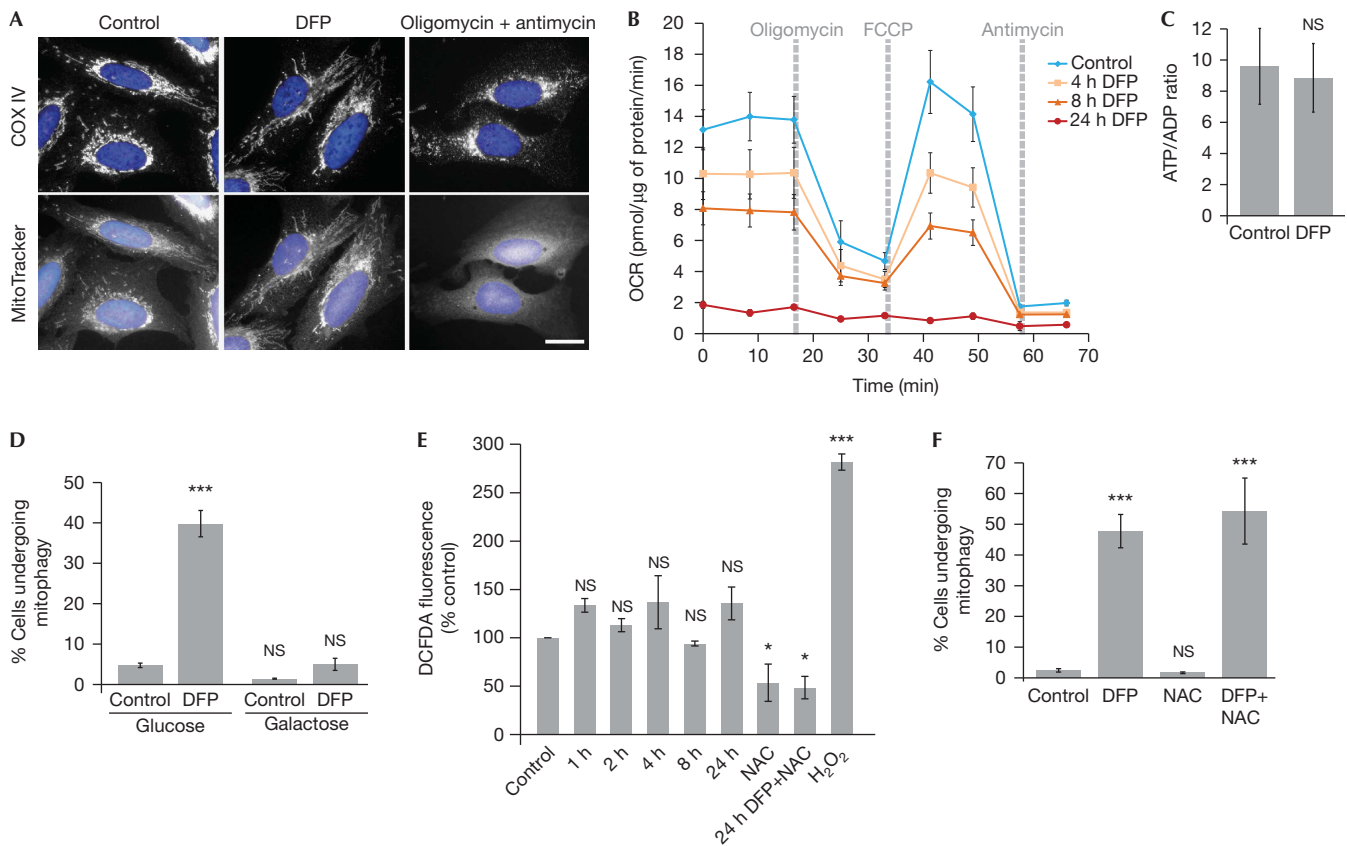 A
Control
DFP
Oligomycin + antimycin
COX IV
MitoTracker
B
OCR (pmol/μg of protein/min)
20
18
16
14
12
10
8
6
4
2
0
Oligomycin
FCCP
Antimycin
Control
4 h DFP
8 h DFP
24 h DFP
0 10 20 30 40 50 60 70
Time (min)
C
ATP/ADP ratio
14
12
10
8
6
4
2
0
NS
Control DFP
D
% Cells undergoing
mitophagy
50
40
30
20
10
0
***
NS
NS
Control DFP Control DFP
Glucose Galactose
E
DCFDA fluorescence
(% control)
300
250
200
150
100
50
0
NS
NS
NS
NS
NS
*
*
***
Control
1 h
2 h
4 h
8 h
24 h
NAC
24 h DFP+NAC
H₂O₂
F
% Cells undergoing
mitophagy
70
60
50
40
30
20
10
0
***
NS
***
Control DFP NAC DFP+
NAC